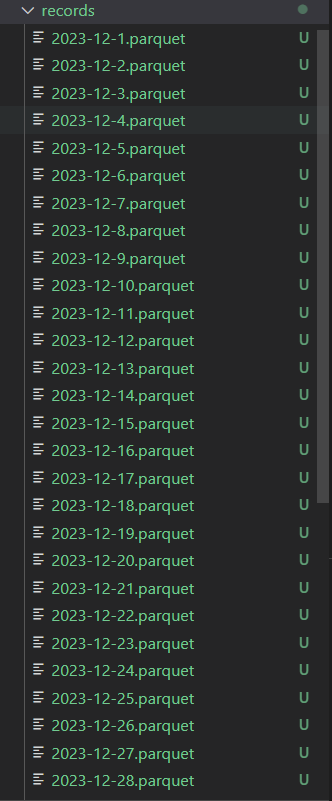 records
2023-12-1.parquet U
2023-12-2.parquet U
2023-12-3.parquet U
2023-12-4.parquet U
2023-12-5.parquet U
2023-12-6.parquet U
2023-12-7.parquet U
2023-12-8.parquet U
2023-12-9.parquet U
2023-12-10.parquet U
2023-12-11.parquet U
2023-12-12.parquet U
2023-12-13.parquet U
2023-12-14.parquet U
2023-12-15.parquet U
2023-12-16.parquet U
2023-12-17.parquet U
2023-12-18.parquet U
2023-12-19.parquet U
2023-12-20.parquet U
2023-12-21.parquet U
2023-12-22.parquet U
2023-12-23.parquet U
2023-12-24.parquet U
2023-12-25.parquet U
2023-12-26.parquet U
2023-12-27.parquet U
2023-12-28.parquet U